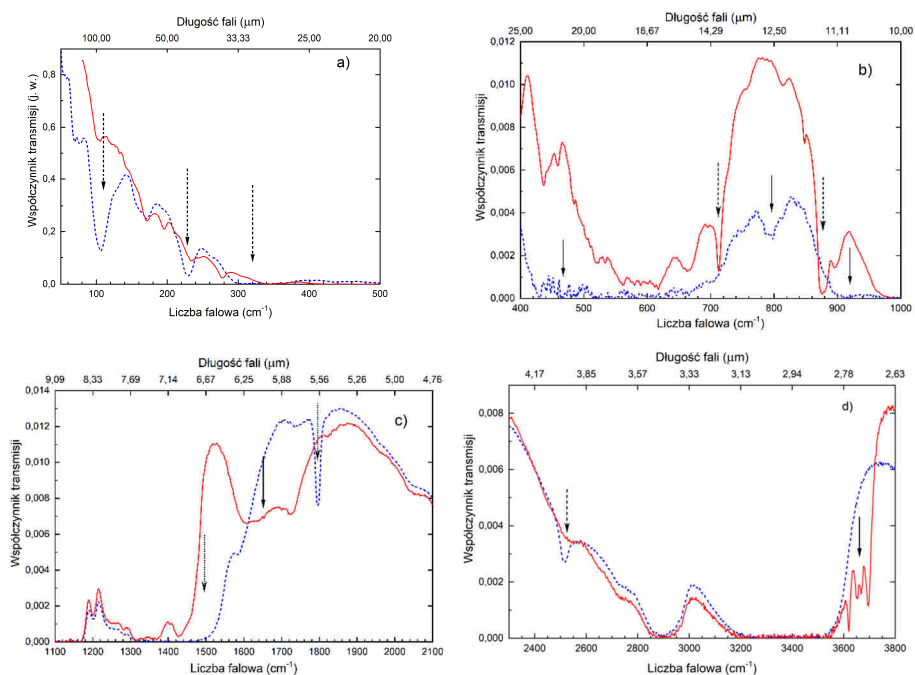 Długość fali (µm)
100,00 50,00 33,33 25,00 20,00
a)
Współczynnik transmisji (j. w.)
0,8
0,6
0,4
0,2
0,0
100 200 300 400 500
Liczba falowa (cm⁻¹)
Długość fali (µm)
25,00 20,00 16,67 14,29 12,50 11,11 10,00
b)
Współczynnik transmisji
0,012
0,010
0,008
0,006
0,004
0,002
0,000
400 500 600 700 800 900 1000
Liczba falowa (cm⁻¹)
Długość fali (µm)
9,09 8,33 7,69 7,14 6,67 6,25 5,88 5,56 5,26 5,00 4,76
c)
Współczynnik transmisji
0,014
0,012
0,010
0,008
0,006
0,004
0,002
0,000
1100 1200 1300 1400 1500 1600 1700 1800 1900 2000 2100
Liczba falowa (cm⁻¹)
Długość fali (µm)
4,17 3,85 3,57 3,33 3,13 2,94 2,78 2,63
d)
Współczynnik transmisji
0,008
0,006
0,004
0,002
0,000
2400 2600 2800 3000 3200 3400 3600 3800
Liczba falowa (cm⁻¹)